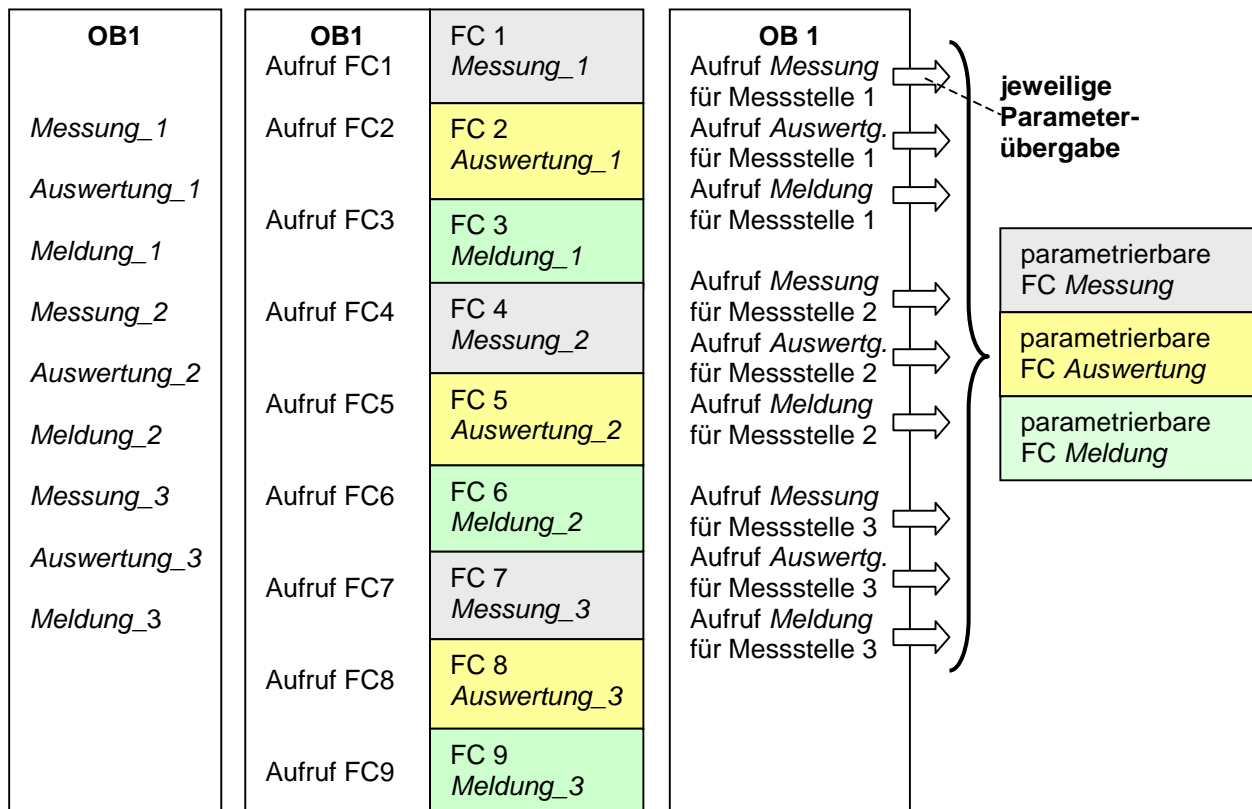 OB1
Messung_1
Auswertung_1
Meldung_1
Messung_2
Auswertung_2
Meldung_2
Messung_3
Auswertung_3
Meldung_3
OB1
Aufruf FC1
Aufruf FC2
Aufruf FC3
Aufruf FC4
Aufruf FC5
Aufruf FC6
Aufruf FC7
Aufruf FC8
Aufruf FC9
FC 1
Messung_1
FC 2
Auswertung_1
FC 3
Meldung_1
FC 4
Messung_2
FC 5
Auswertung_2
FC 6
Meldung_2
FC 7
Messung_3
FC 8
Auswertung_3
FC 9
Meldung_3
OB 1
Aufruf Messung
für Messstelle 1
Aufruf Auswertg.
für Messstelle 1
Aufruf Meldung
für Messstelle 1
Aufruf Messung
für Messstelle 2
Aufruf Auswertg.
für Messstelle 2
Aufruf Meldung
für Messstelle 2
Aufruf Messung
für Messstelle 3
Aufruf Auswertg.
für Messstelle 3
Aufruf Meldung
für Messstelle 3
jeweilige
Parameter-
übergabe
parametrierbare
FC Messung
parametrierbare
FC Auswertung
parametrierbare
FC Meldung